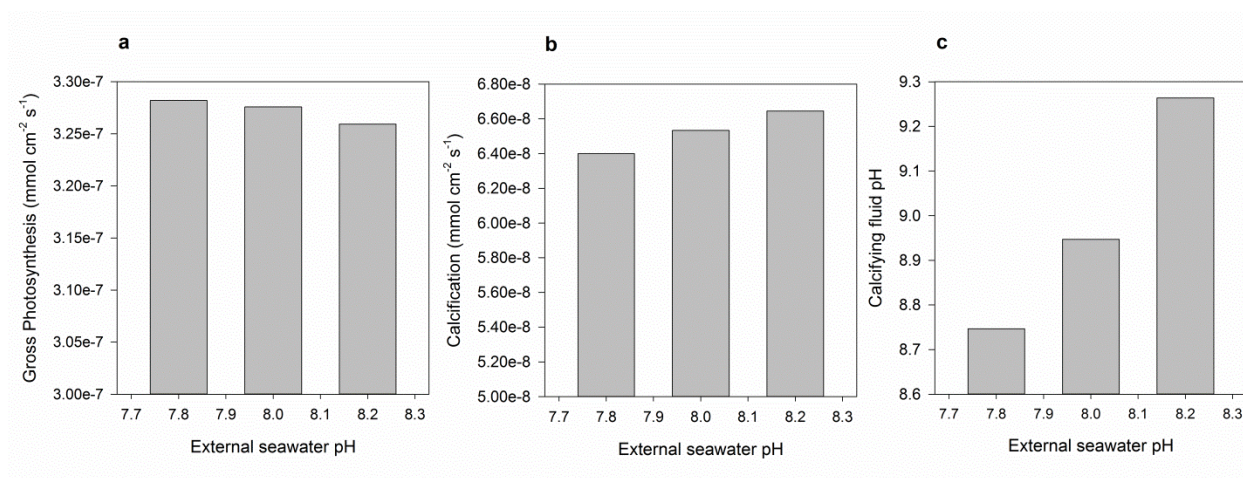 a
Gross Photosynthesis (mmol cm⁻² s⁻¹)
3.30e-7
3.25e-7
3.20e-7
3.15e-7
3.10e-7
3.05e-7
3.00e-7
7.7 7.8 7.9 8.0 8.1 8.2 8.3
External seawater pH
b
Calcification (mmol cm⁻² s⁻¹)
6.80e-8
6.60e-8
6.40e-8
6.20e-8
6.00e-8
5.80e-8
5.60e-8
5.40e-8
5.20e-8
5.00e-8
7.7 7.8 7.9 8.0 8.1 8.2 8.3
External seawater pH
c
Calcifying fluid pH
9.3
9.2
9.1
9.0
8.9
8.8
8.7
8.6
7.7 7.8 7.9 8.0 8.1 8.2 8.3
External seawater pH